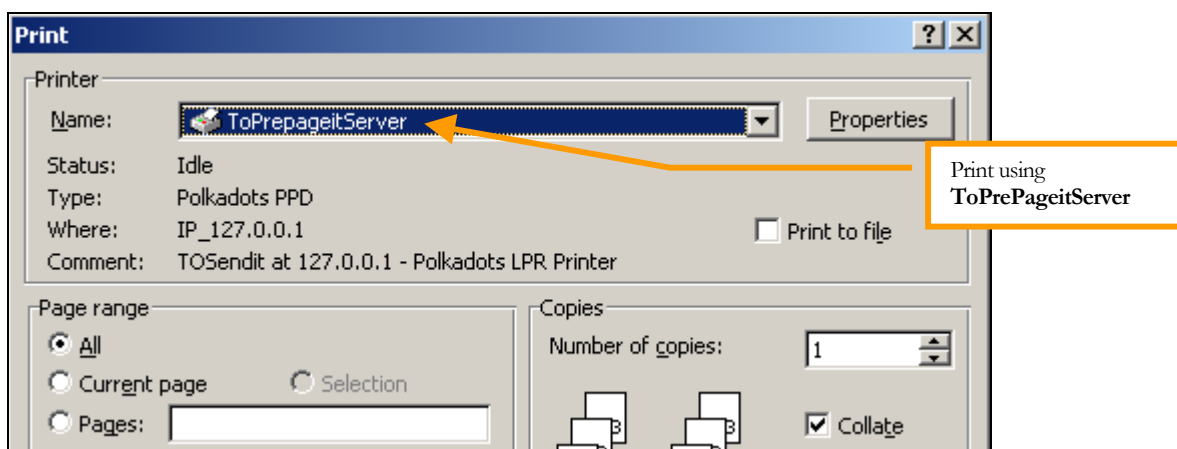 Print
Printer
Name: ToPrepageitServer Properties
Status: Idle
Type: Polkadots PPD
Where: IP_127.0.0.1 Print to file
Comment: TOSendit at 127.0.0.1 - Polkadots LPR Printer
Print using
ToPrePageitServer
Page range
All
Current page Selection
Pages:
Copies
Number of copies: 1
3 3
Collate